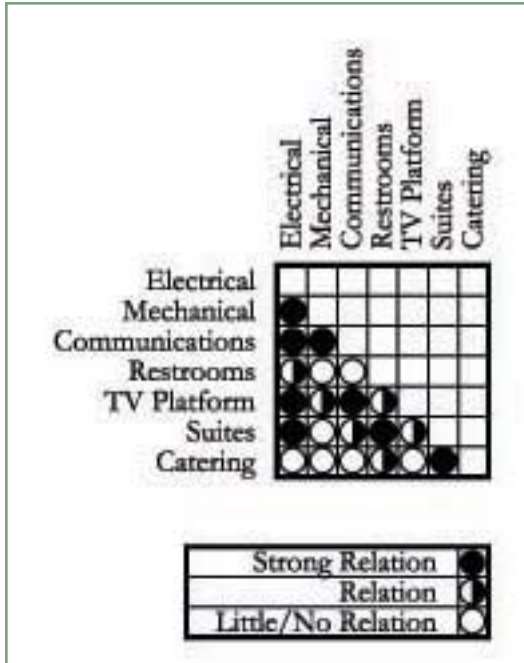 Electrical
Mechanical
Communications
Restrooms
TV Platform
Suites
Catering
Electrical
Mechanical
Communications
Restrooms
TV Platform
Suites
Catering
Strong Relation
Relation
Little/No Relation